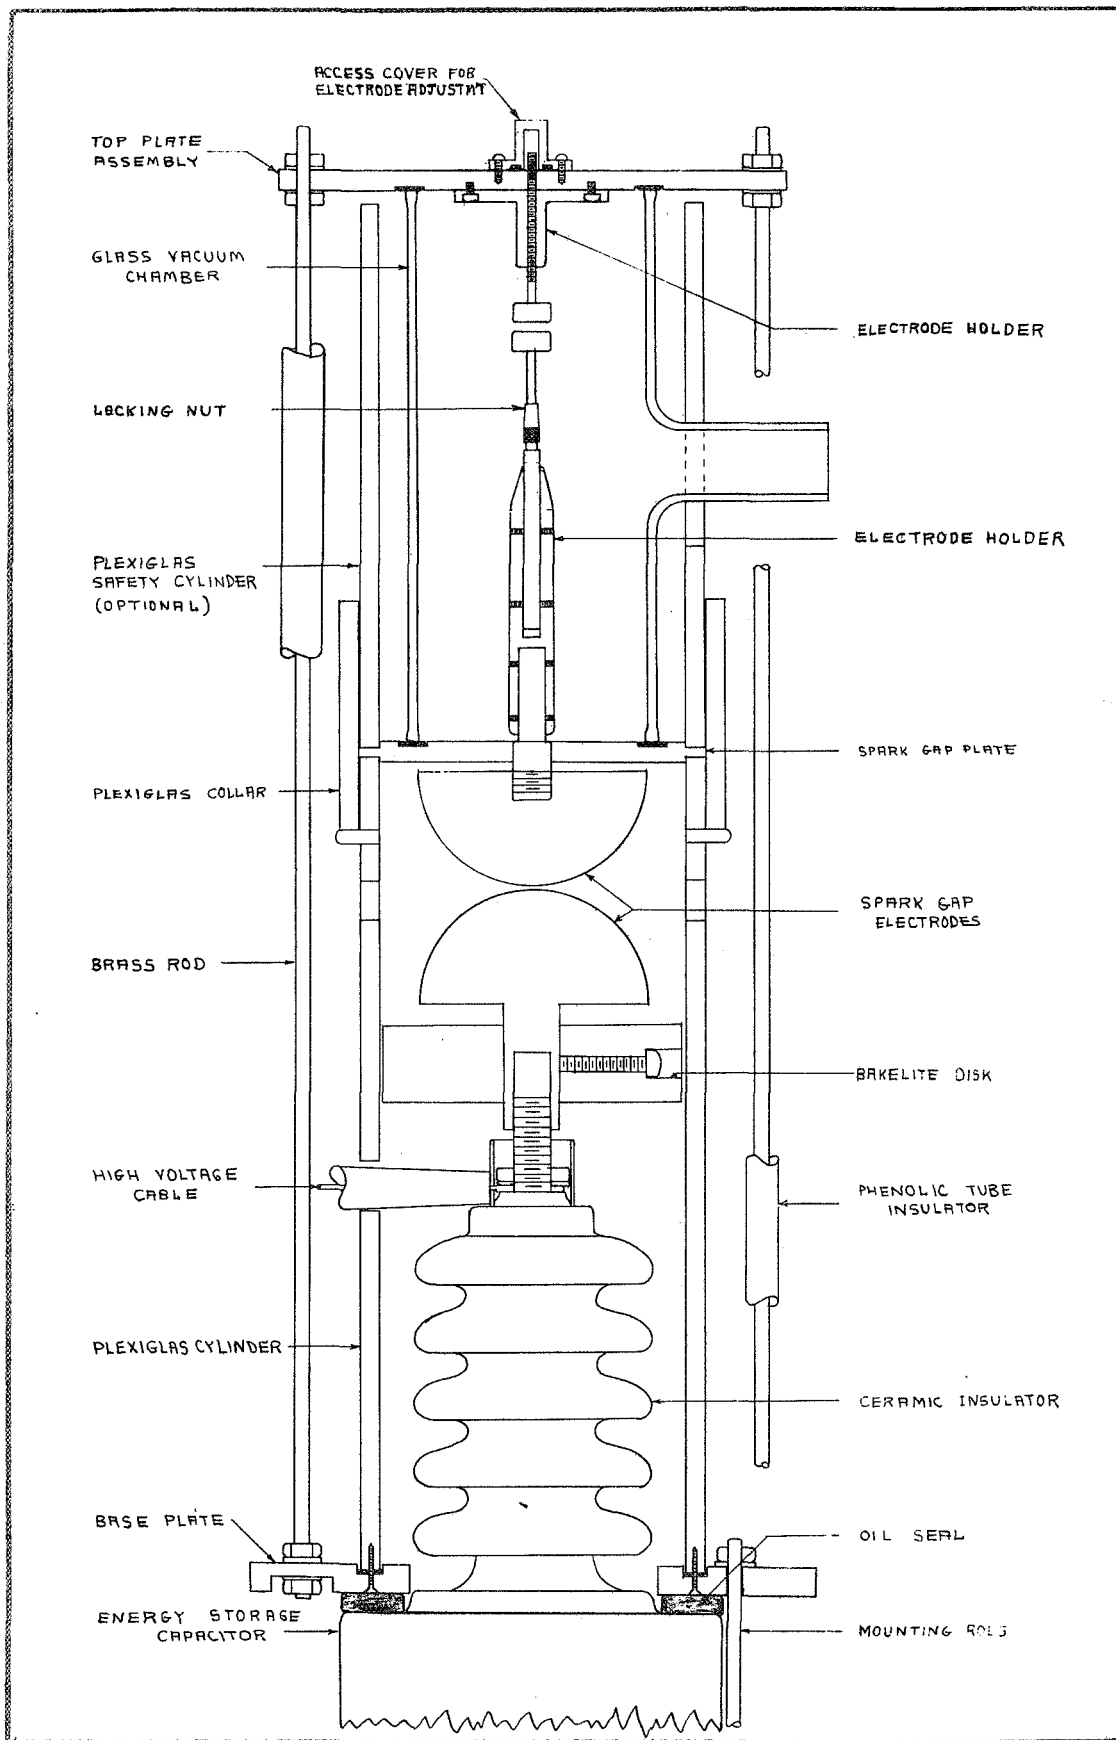 ACCESS COVER FOR
ELECTRODE ADJUSTMT
TOP PLATE
ASSEMBLY
GLASS VACUUM
CHAMBER
ELECTRODE HOLDER
LOCKING NUT
ELECTRODE HOLDER
PLEXIGLAS
SAFETY CYLINDER
(OPTIONAL)
SPARK GAP PLATE
PLEXIGLAS COLLAR
SPARK GAP
ELECTRODES
BRASS ROD
BAKELITE DISK
HIGH VOLTAGE
CABLE
PHENOLIC TUBE
INSULATOR
PLEXIGLAS CYLINDER
CERAMIC INSULATOR
BASE PLATE
OIL SEAL
ENERGY STORAGE
CAPACITOR
MOUNTING RODS